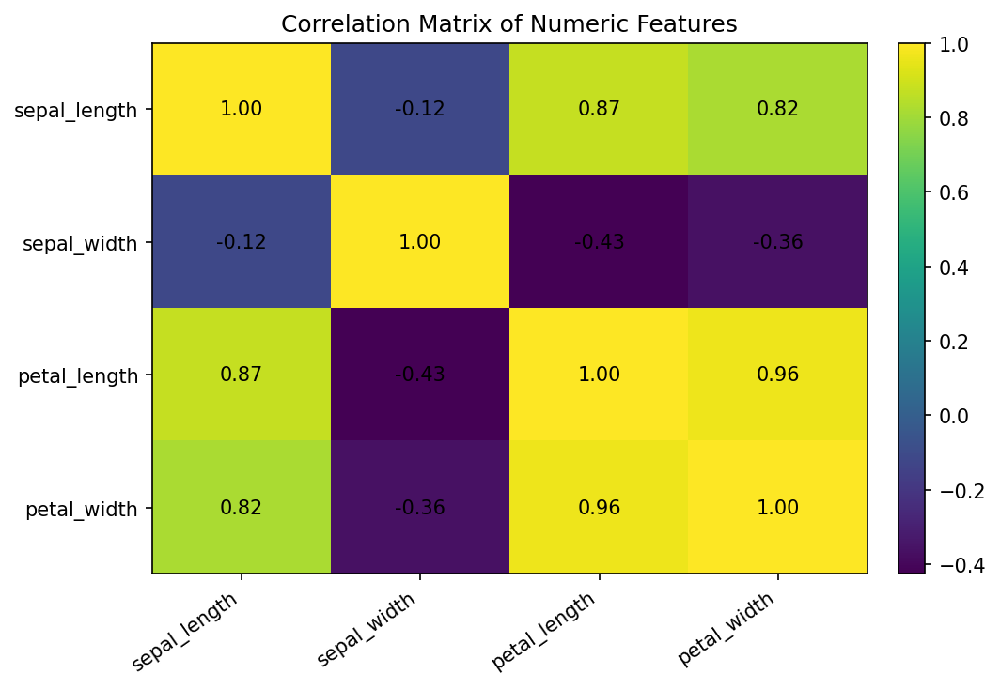 Correlation Matrix of Numeric Features
sepal_length 1.00 -0.12 0.87 0.82
sepal_width -0.12 1.00 -0.43 -0.36
petal_length 0.87 -0.43 1.00 0.96
petal_width 0.82 -0.36 0.96 1.00
sepal_length sepal_width petal_length petal_width
1.0
0.8
0.6
0.4
0.2
0.0
−0.2
−0.4